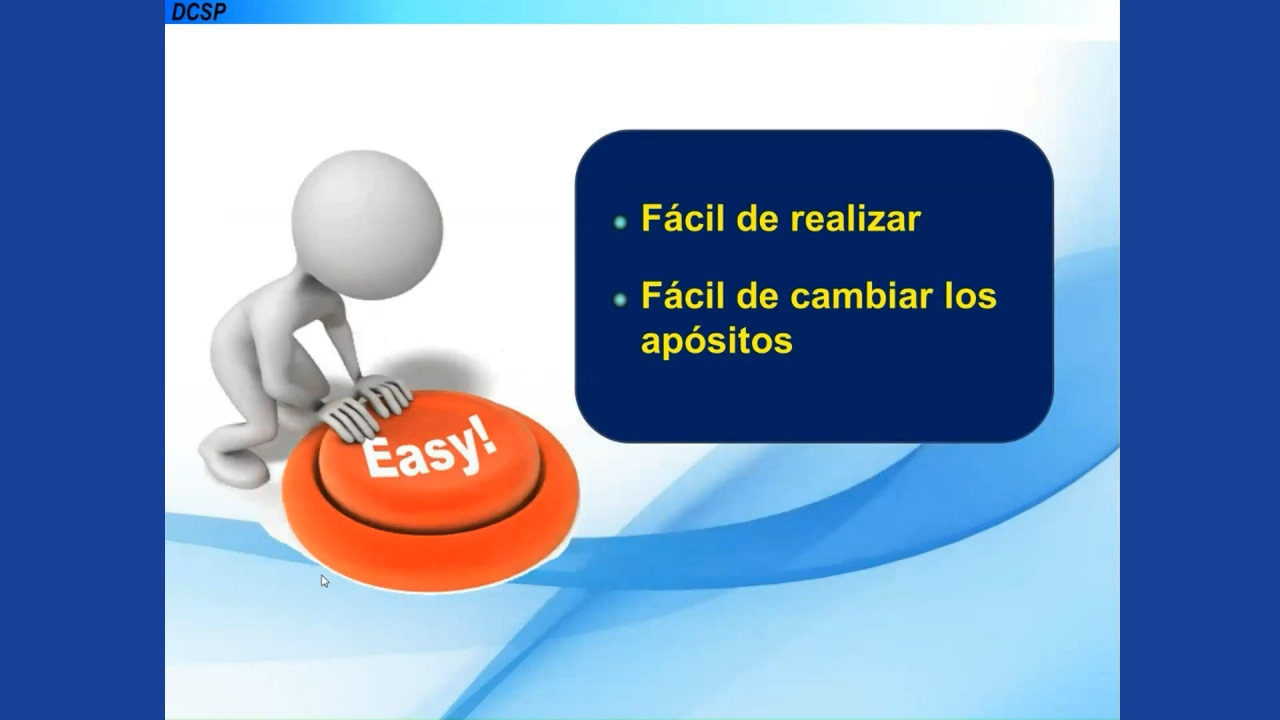 DCSP
Fácil de realizar
Fácil de cambiar los
apósitos
Easy!